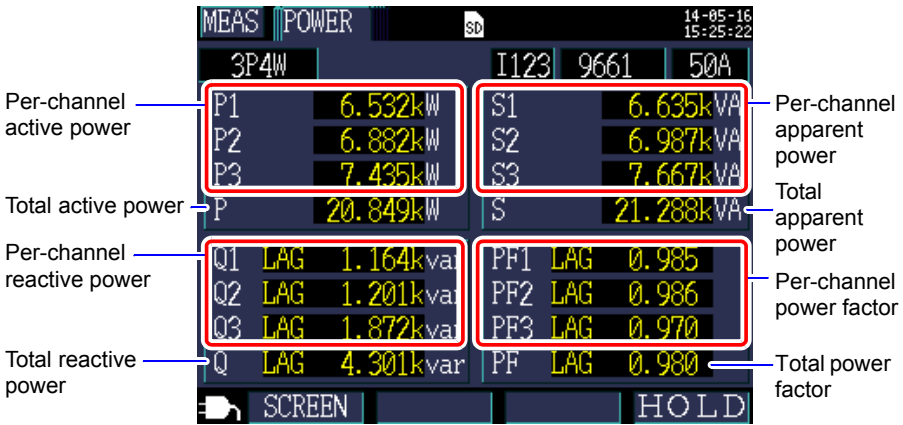 MEAS POWER SD 14-05-16
15:25:22
3P4W I123 9661 50A
Per-channel
active power
P1 6.532kW S1 6.635kVA
P2 6.882kW S2 6.987kVA
P3 7.435kW S3 7.667kVA
Per-channel
apparent
power
Total active power
P 20.849kW S 21.288kVA
Total
apparent
power
Per-channel
reactive power
Q1 LAG 1.164kvar PF1 LAG 0.985
Q2 LAG 1.201kvar PF2 LAG 0.986
Q3 LAG 1.872kvar PF3 LAG 0.970
Per-channel
power factor
Total reactive
power
Q LAG 4.301kvar PF LAG 0.980
Total power
factor
SCREEN HOLD